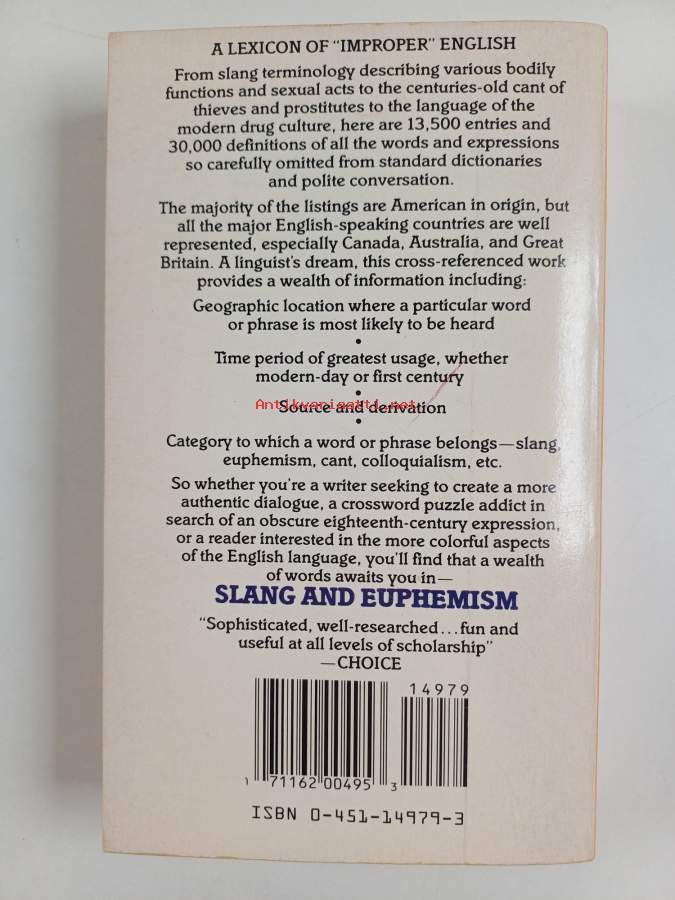 A LEXICON OF "IMPROPER" ENGLISH
From slang terminology describing various bodily
functions and sexual acts to the centuries-old cant of
thieves and prostitutes to the language of the
modern drug culture, here are 13,500 entries and
30,000 definitions of all the words and expressions
so carefully omitted from standard dictionaries
and polite conversation.
The majority of the listings are American in origin, but
all the major English-speaking countries are well
represented, especially Canada, Australia, and Great
Britain. A linguist's dream, this cross-referenced work
provides a wealth of information including:
Geographic location where a particular word
or phrase is most likely to be heard
•
Time period of greatest usage, whether
modern-day or first century
•
Antikvariaatti.net
Source and derivation
•
Category to which a word or phrase belongs—slang,
euphemism, cant, colloquialism, etc.
So whether you're a writer seeking to create a more
authentic dialogue, a crossword puzzle addict in
search of an obscure eighteenth-century expression,
or a reader interested in the more colorful aspects
of the English language, you'll find that a wealth
of words awaits you in—
SLANG AND EUPHEMISM
"Sophisticated, well-researched...fun and
useful at all levels of scholarship"
—CHOICE
14979
71162 00495 3
ISBN 0-451-14979-3